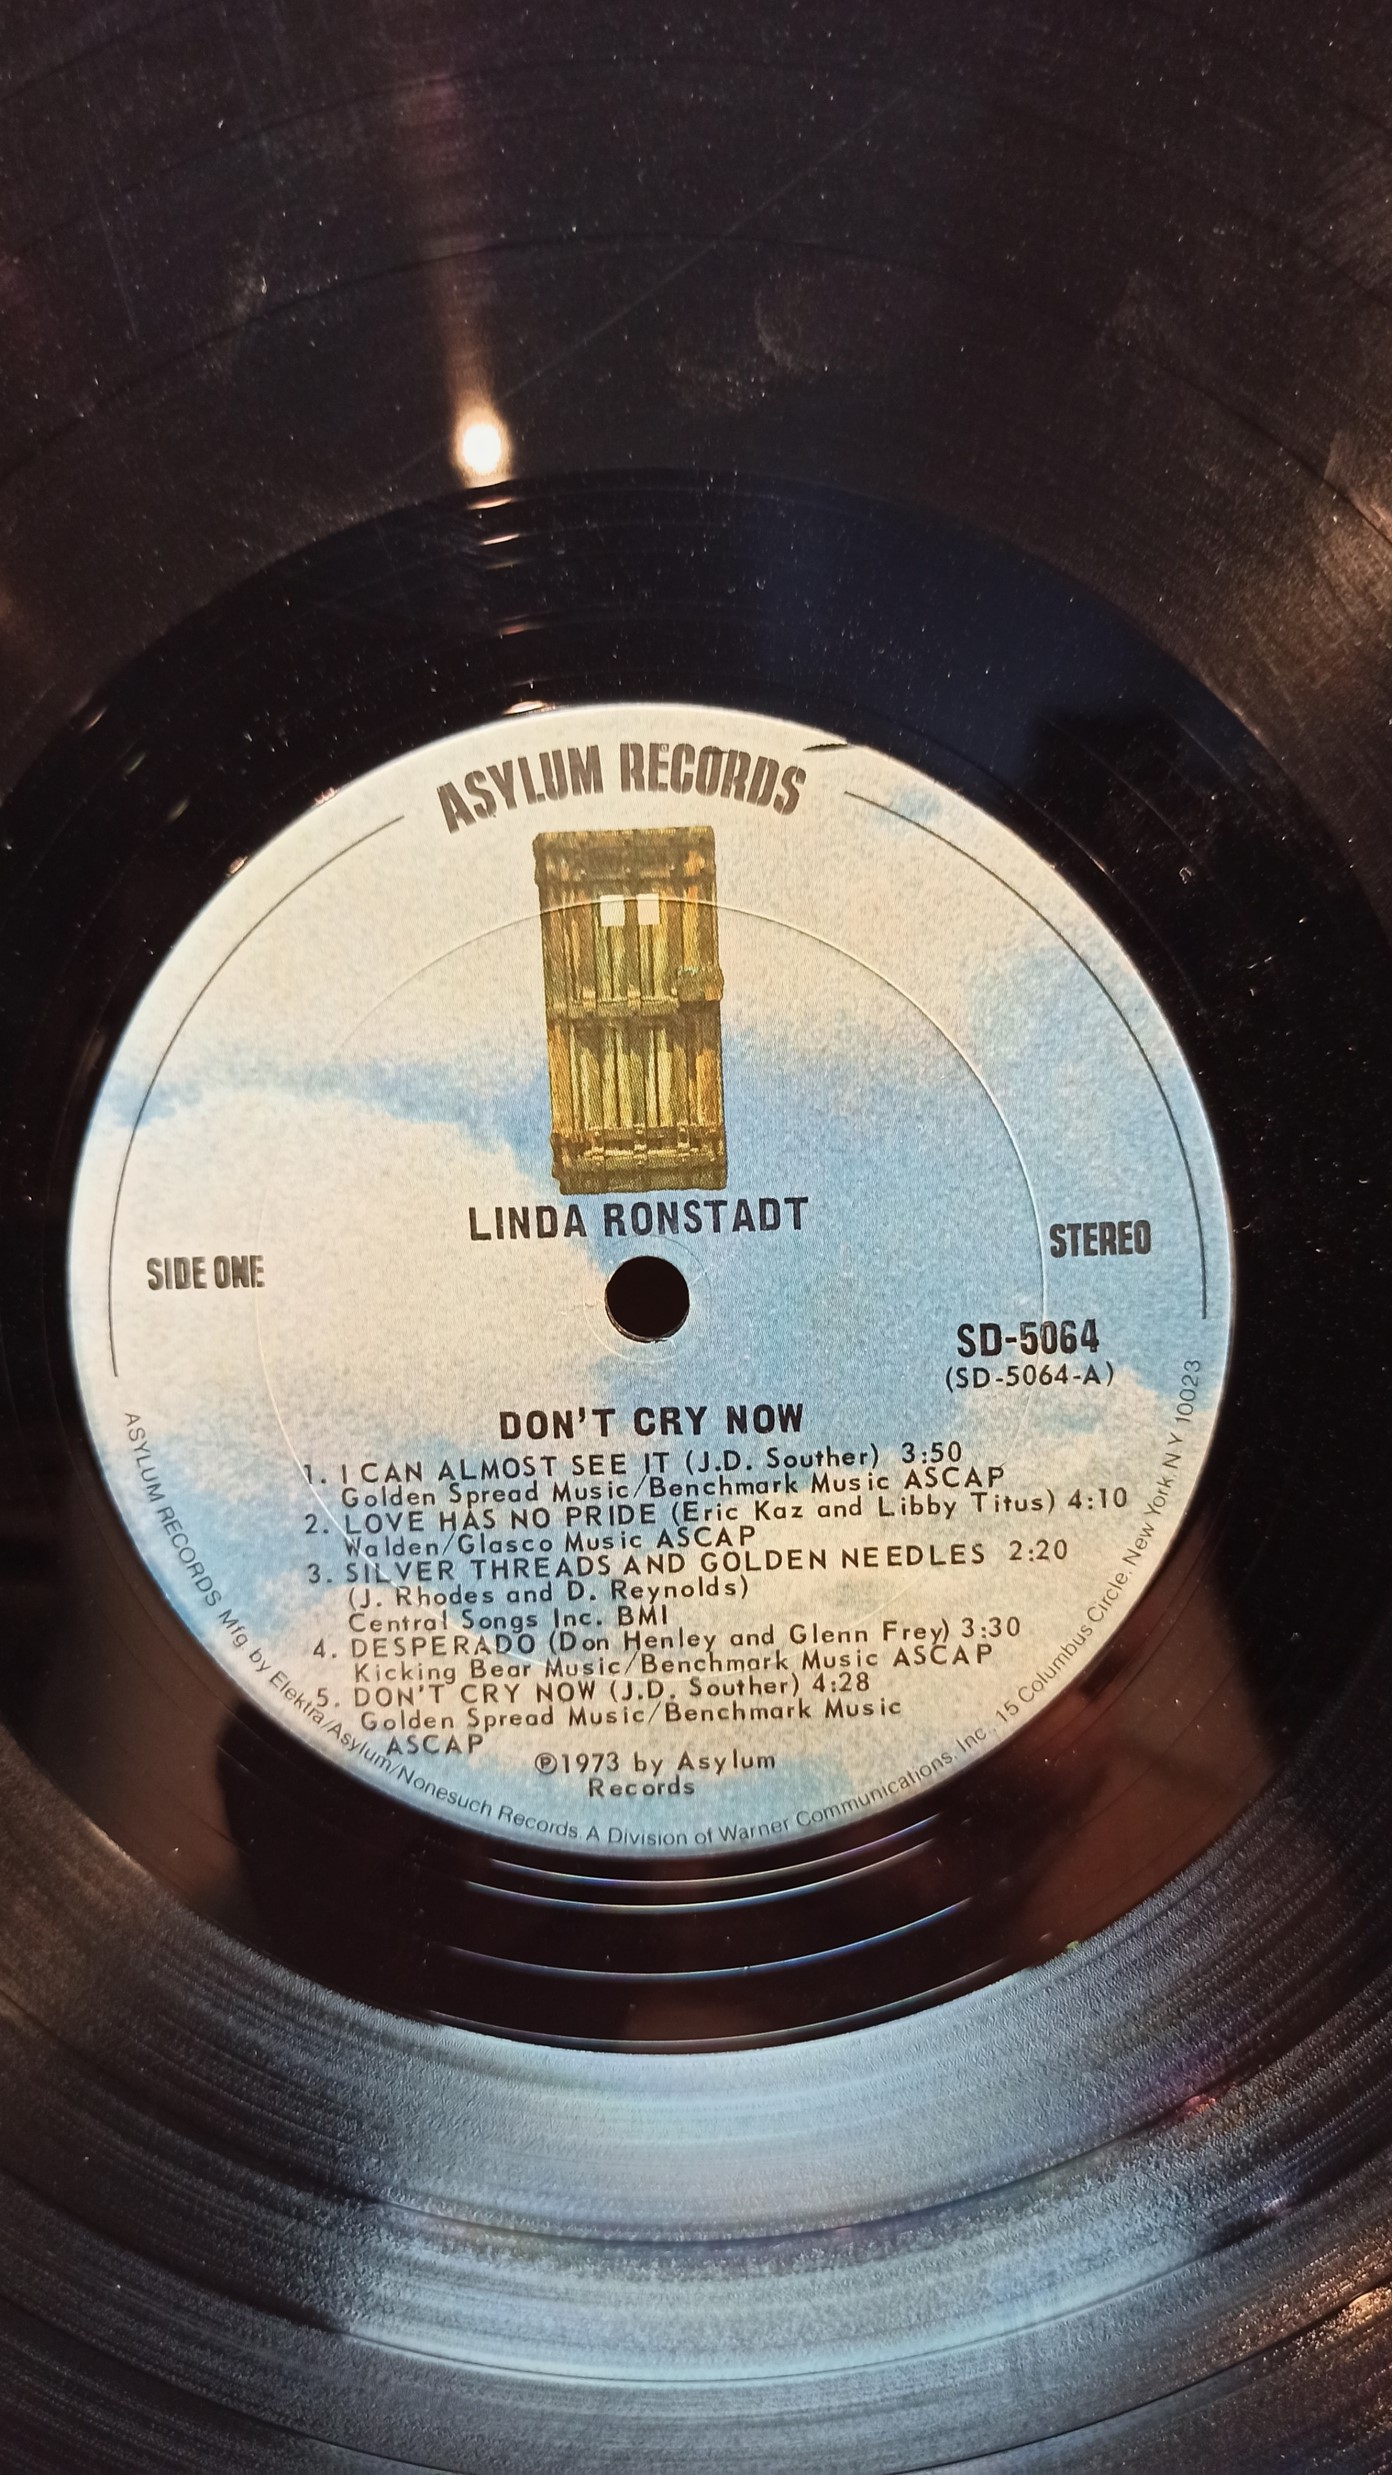 ASYLUM RECORDS
LINDA RONSTADT
SIDE ONE
STEREO
SD-5064
(SD-5064-A)
DON'T CRY NOW
1. I CAN ALMOST SEE IT (J.D. Souther) 3:50
Golden Spread Music/Benchmark Music ASCAP
2. LOVE HAS NO PRIDE (Eric Kaz and Libby Titus) 4:10
Walden/Glasco Music ASCAP
3. SILVER THREADS AND GOLDEN NEEDLES 2:20
(J. Rhodes and D. Reynolds)
Central Songs Inc. BMI
4. DESPERADO (Don Henley and Glenn Frey) 3:30
Kicking Bear Music/Benchmark Music ASCAP
5. DON'T CRY NOW (J.D. Souther) 4:28
Golden Spread Music/Benchmark Music
ASCAP
℗1973 by Asylum
Records
ASYLUM RECORDS Mfg by Elektra/Asylum/Nonesuch Records. A Division of Warner Communications, Inc., 15 Columbus Circle, New York, N Y 10023